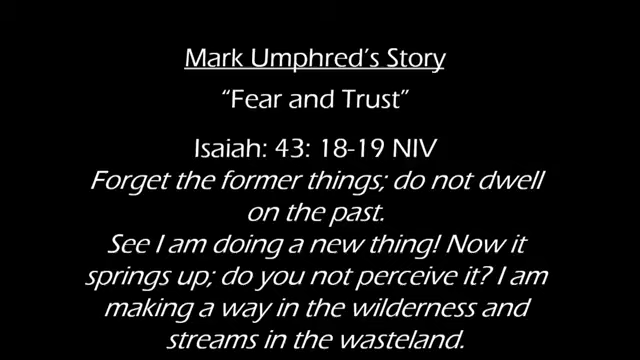 Mark Umphred’s Story
“Fear and Trust”
Isaiah: 43: 18-19 NIV
Forget the former things; do not dwell
on the past.
See I am doing a new thing! Now it
springs up; do you not perceive it? I am
making a way in the wilderness and
streams in the wasteland.